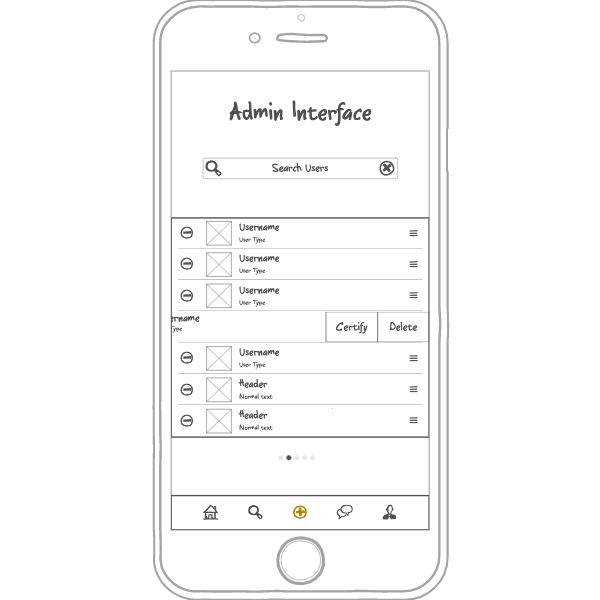 Admin Interface
Search Users
Username
User Type
Username
User Type
Username
User Type
ername
Type
Certify
Delete
Username
User Type
Header
Normal text
Header
Normal text